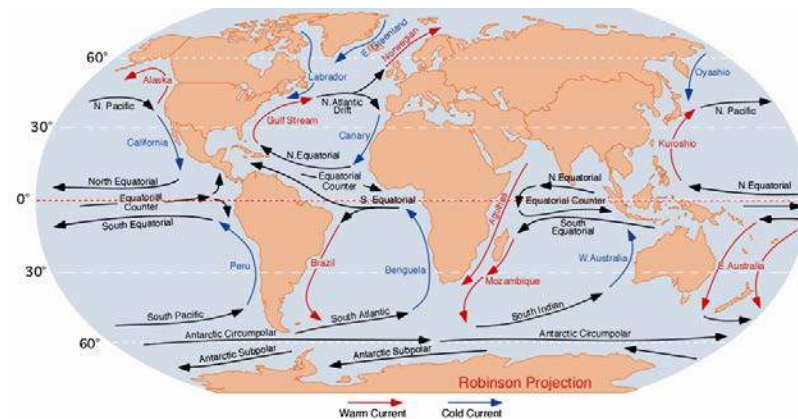 60°
E. Greenland
Norwegian
Alaska
Labrador
Oyashio
N. Pacific
N. Atlantic
Drift
N. Pacific
Gulf Stream
30°
California
Canary
Kuroshio
N. Equatorial
North Equatorial
Equatorial
Counter
N. Equatorial
N. Equatorial
0°
Equatorial
Counter
S. Equatorial
Equatorial Counter
South Equatorial
Agulhas
South
Equatorial
Peru
Brazil
Benguela
Mozambique
W. Australia
E. Australia
30°
South Pacific
South Atlantic
South Indian
Antarctic Circumpolar
Antarctic Circumpolar
60°
Antarctic Subpolar
Antarctic Subpolar
Robinson Projection
Warm Current
Cold Current